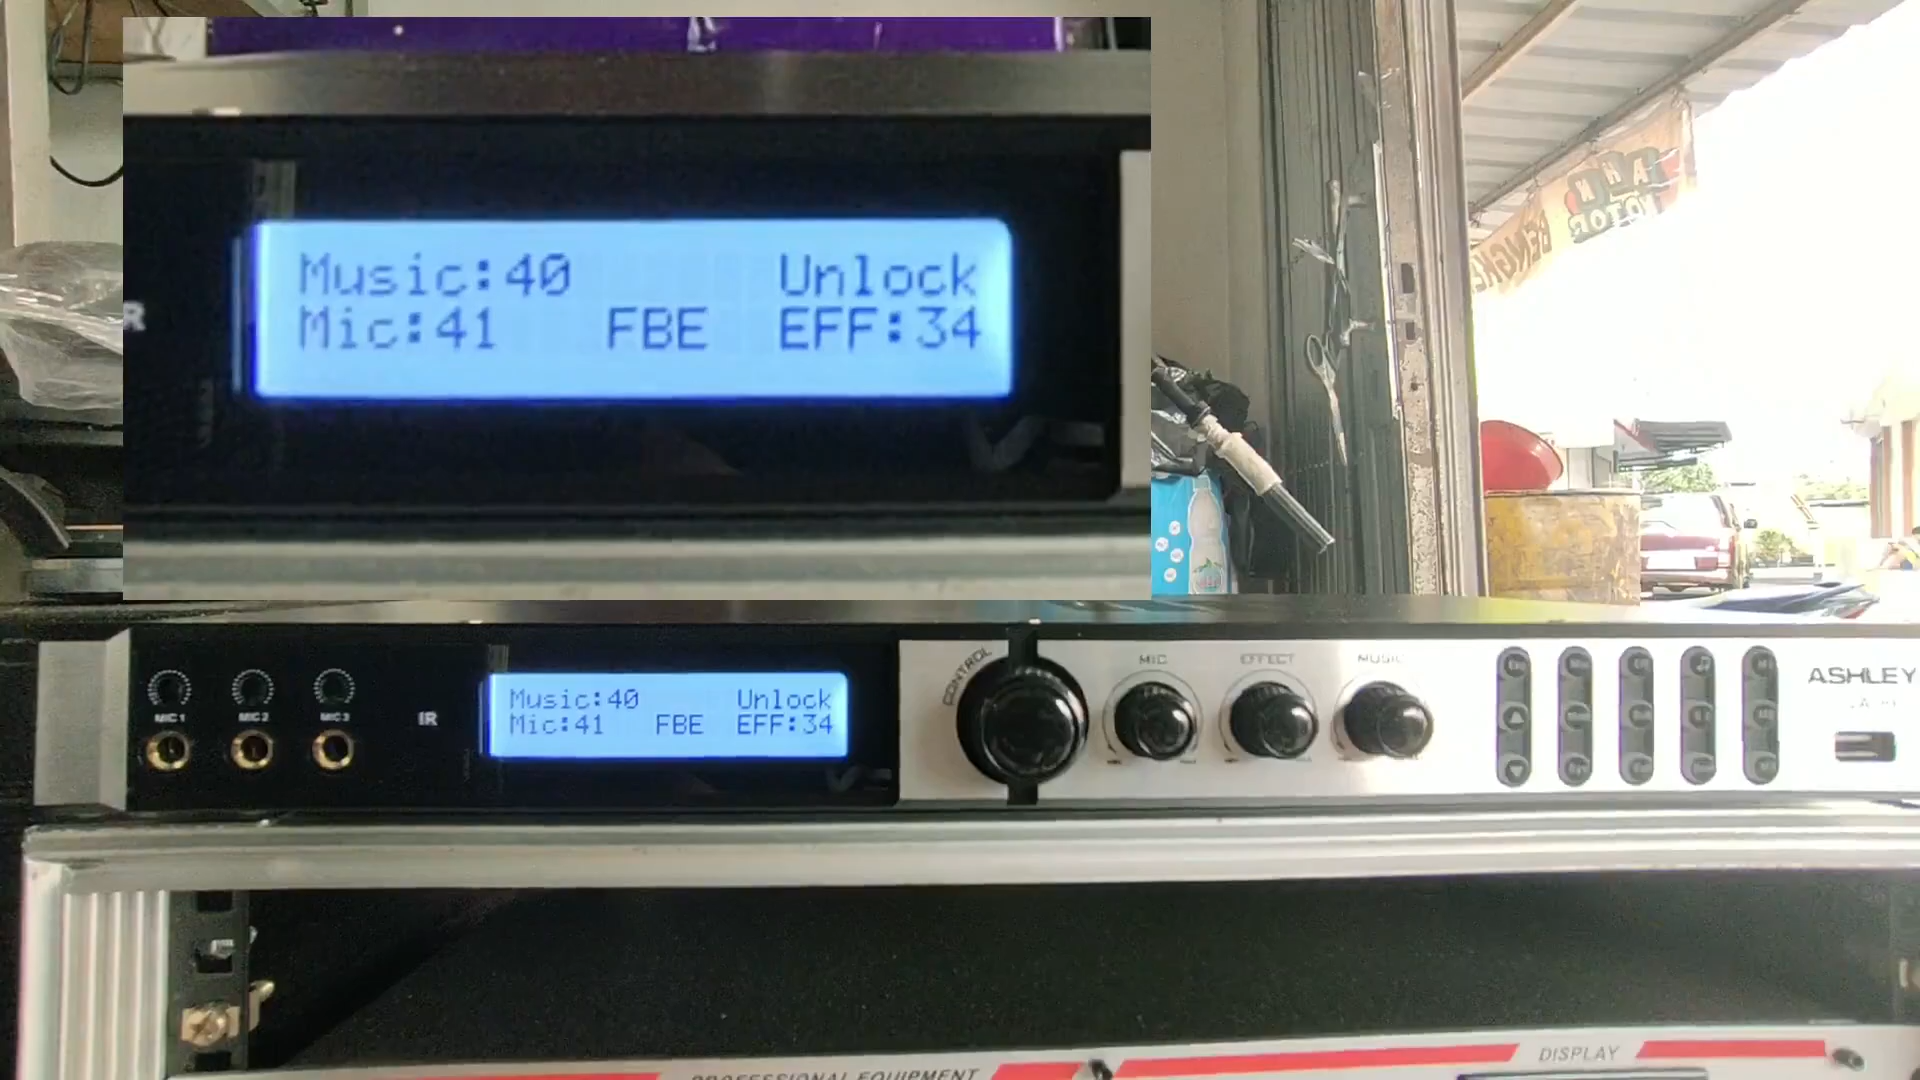 R
Music:40 Unlock
Mic:41 FBE EFF:34
MIC 1
MIC 2
MIC 3
IR
Music:40 Unlock
Mic:41 FBE EFF:34
CONTROL
MIC
EFFECT
MUSIC
ASHLEY
MOTOR
PROFESSIONAL EQUIPMENT
DISPLAY